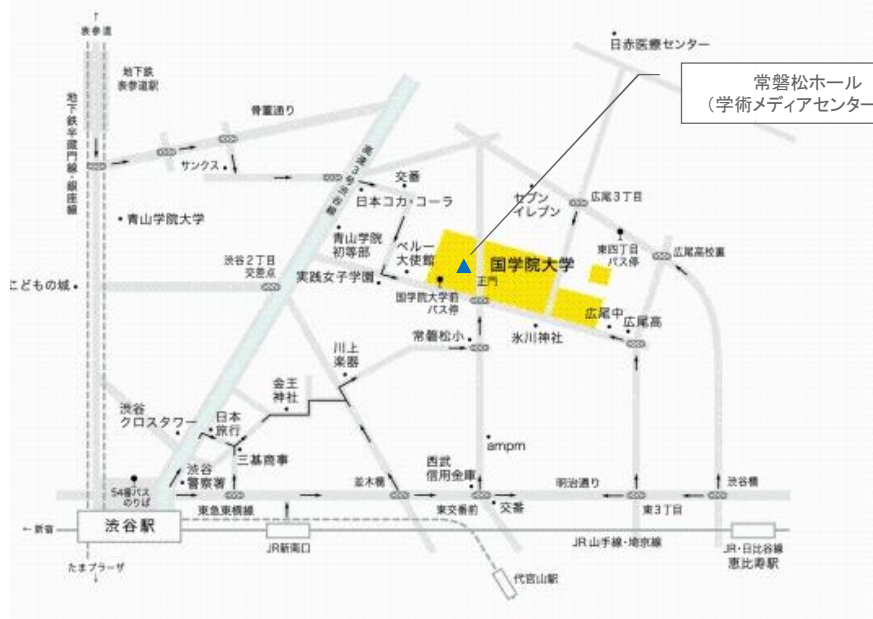 ↑
表参道
日赤医療センター
常磐松ホール
（学術メディアセンター
地下鉄
表参道駅
地下鉄半蔵門線・銀座線
骨董通り
サンクス
交番
日本コカ・コーラ
セブン
イレブン
広尾3丁目
青山学院大学
青山学院
初等部
ペルー
大使館
国学院大学
東四丁目
バス停
広尾高校裏
渋谷2丁目
交差点
こどもの城
実践女子学園
正門
国学院大学前
バス停
常磐松小
氷川神社
広尾中
広尾高
川上
楽器
金王
神社
渋谷
クロスタワー
日本
旅行
三基商事
ampm
渋谷
警察署
西武
信用金庫
54番バス
のりば
並木橋
明治通り
渋谷橋
東急東横線
東交番前
交番
東3丁目
←新宿
渋谷駅
JR新南口
JR山手線・埼京線
JR・日比谷線
恵比寿駅
たまプラーザ
↓
代官山駅